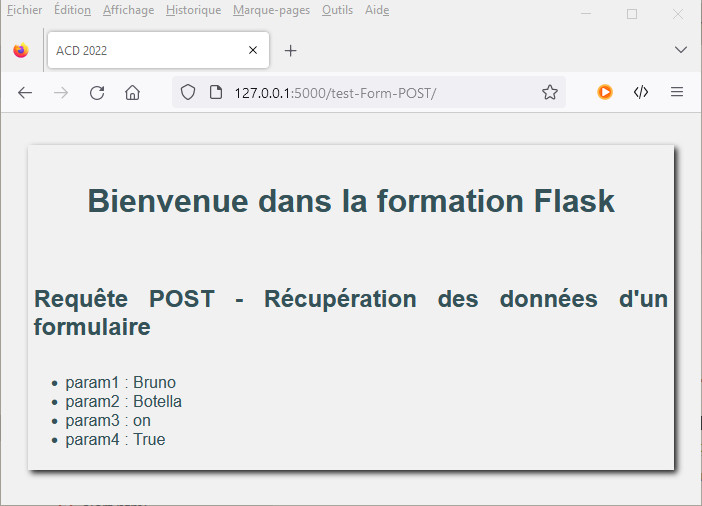 Fichier Édition Affichage Historique Marque-pages Outils Aide
ACD 2022
127.0.0.1:5000/test-Form-POST/
Bienvenue dans la formation Flask
Requête POST - Récupération des données d'un
formulaire
param1 : Bruno
param2 : Botella
param3 : on
param4 : True